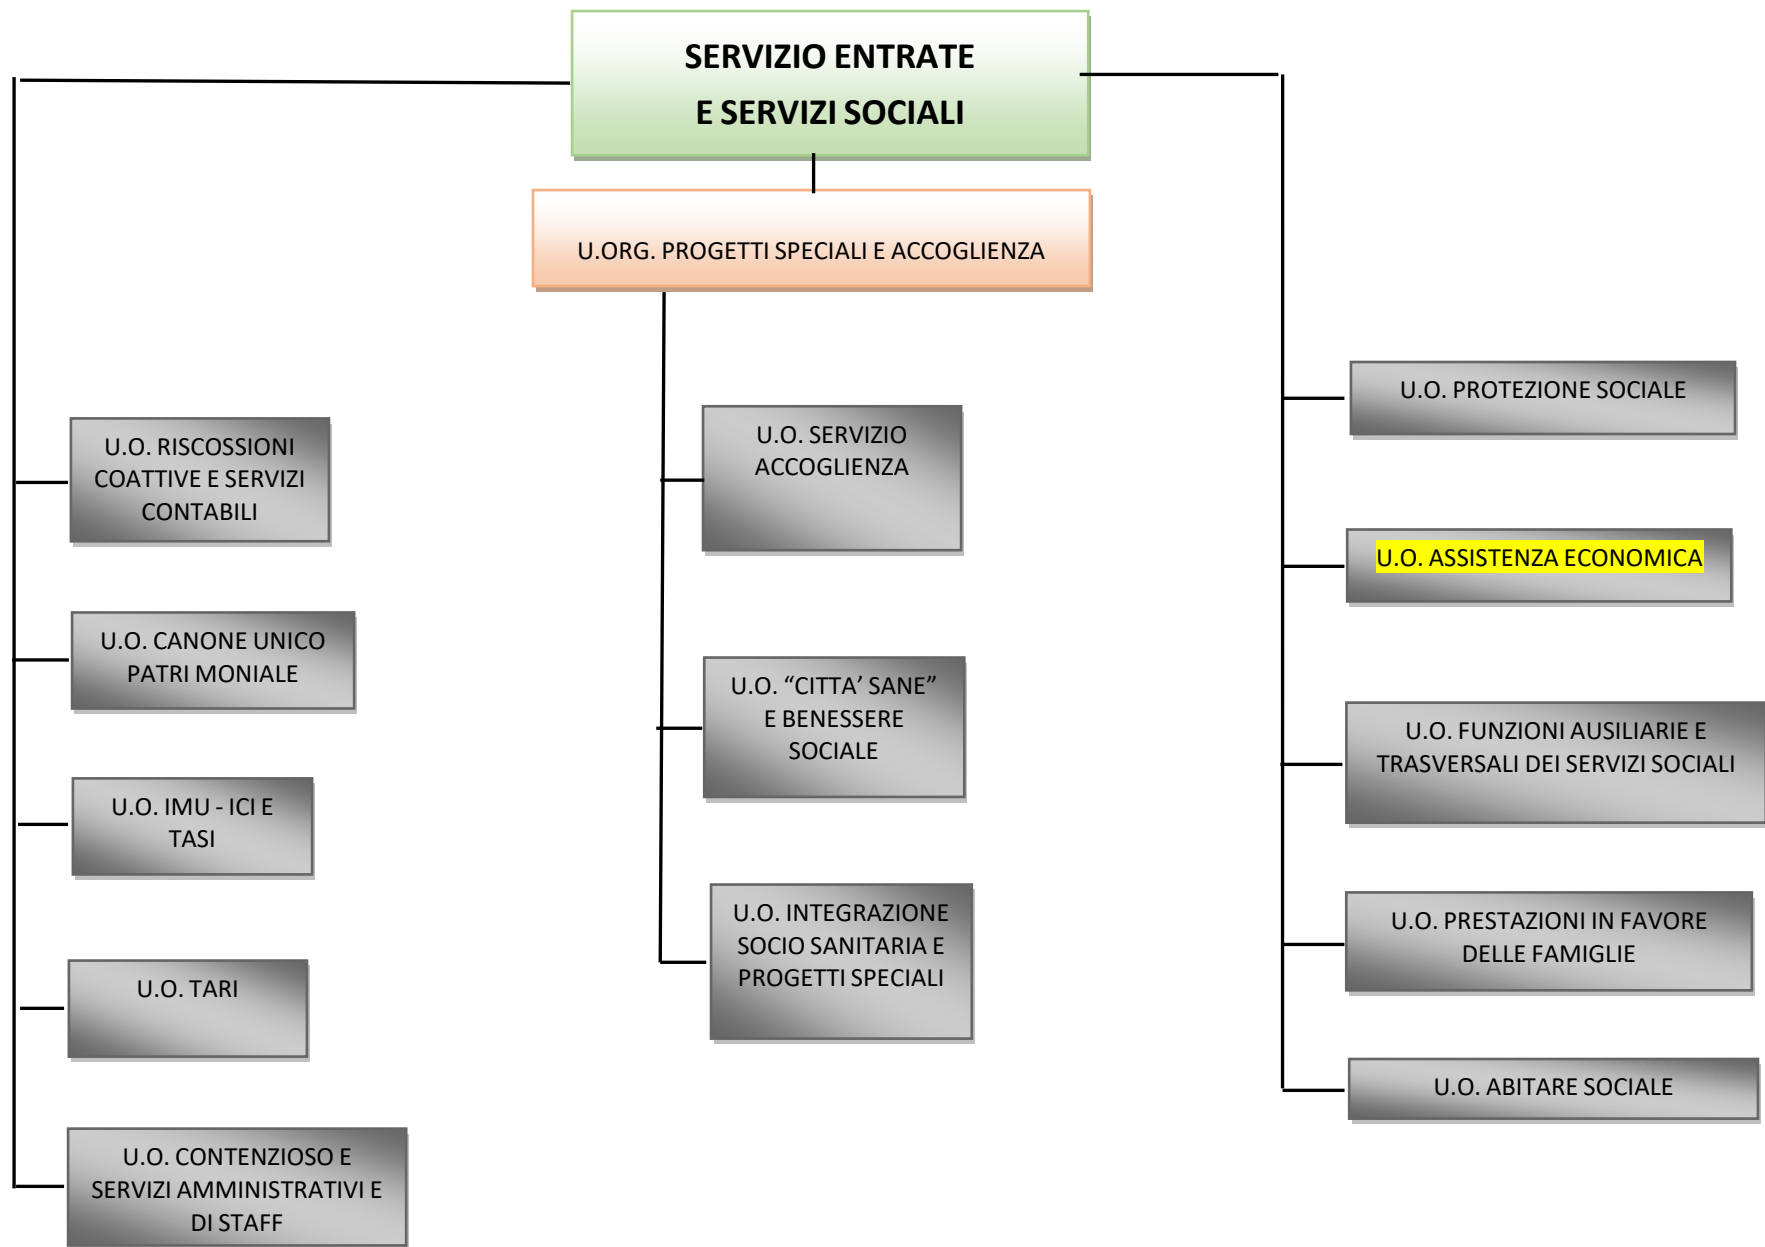 SERVIZIO ENTRATE
E SERVIZI SOCIALI
U.ORG. PROGETTI SPECIALI E ACCOGLIENZA
U.O. RISCOSSIONI
COATTIVE E SERVIZI
CONTABILI
U.O. CANONE UNICO
PATRI MONIALE
U.O. IMU - ICI E
TASI
U.O. TARI
U.O. CONTENZIOSO E
SERVIZI AMMINISTRATIVI E
DI STAFF
U.O. SERVIZIO
ACCOGLIENZA
U.O. “CITTA’ SANE”
E BENESSERE
SOCIALE
U.O. INTEGRAZIONE
SOCIO SANITARIA E
PROGETTI SPECIALI
U.O. PROTEZIONE SOCIALE
U.O. ASSISTENZA ECONOMICA
U.O. FUNZIONI AUSILIARIE E
TRASVERSALI DEI SERVIZI SOCIALI
U.O. PRESTAZIONI IN FAVORE
DELLE FAMIGLIE
U.O. ABITARE SOCIALE